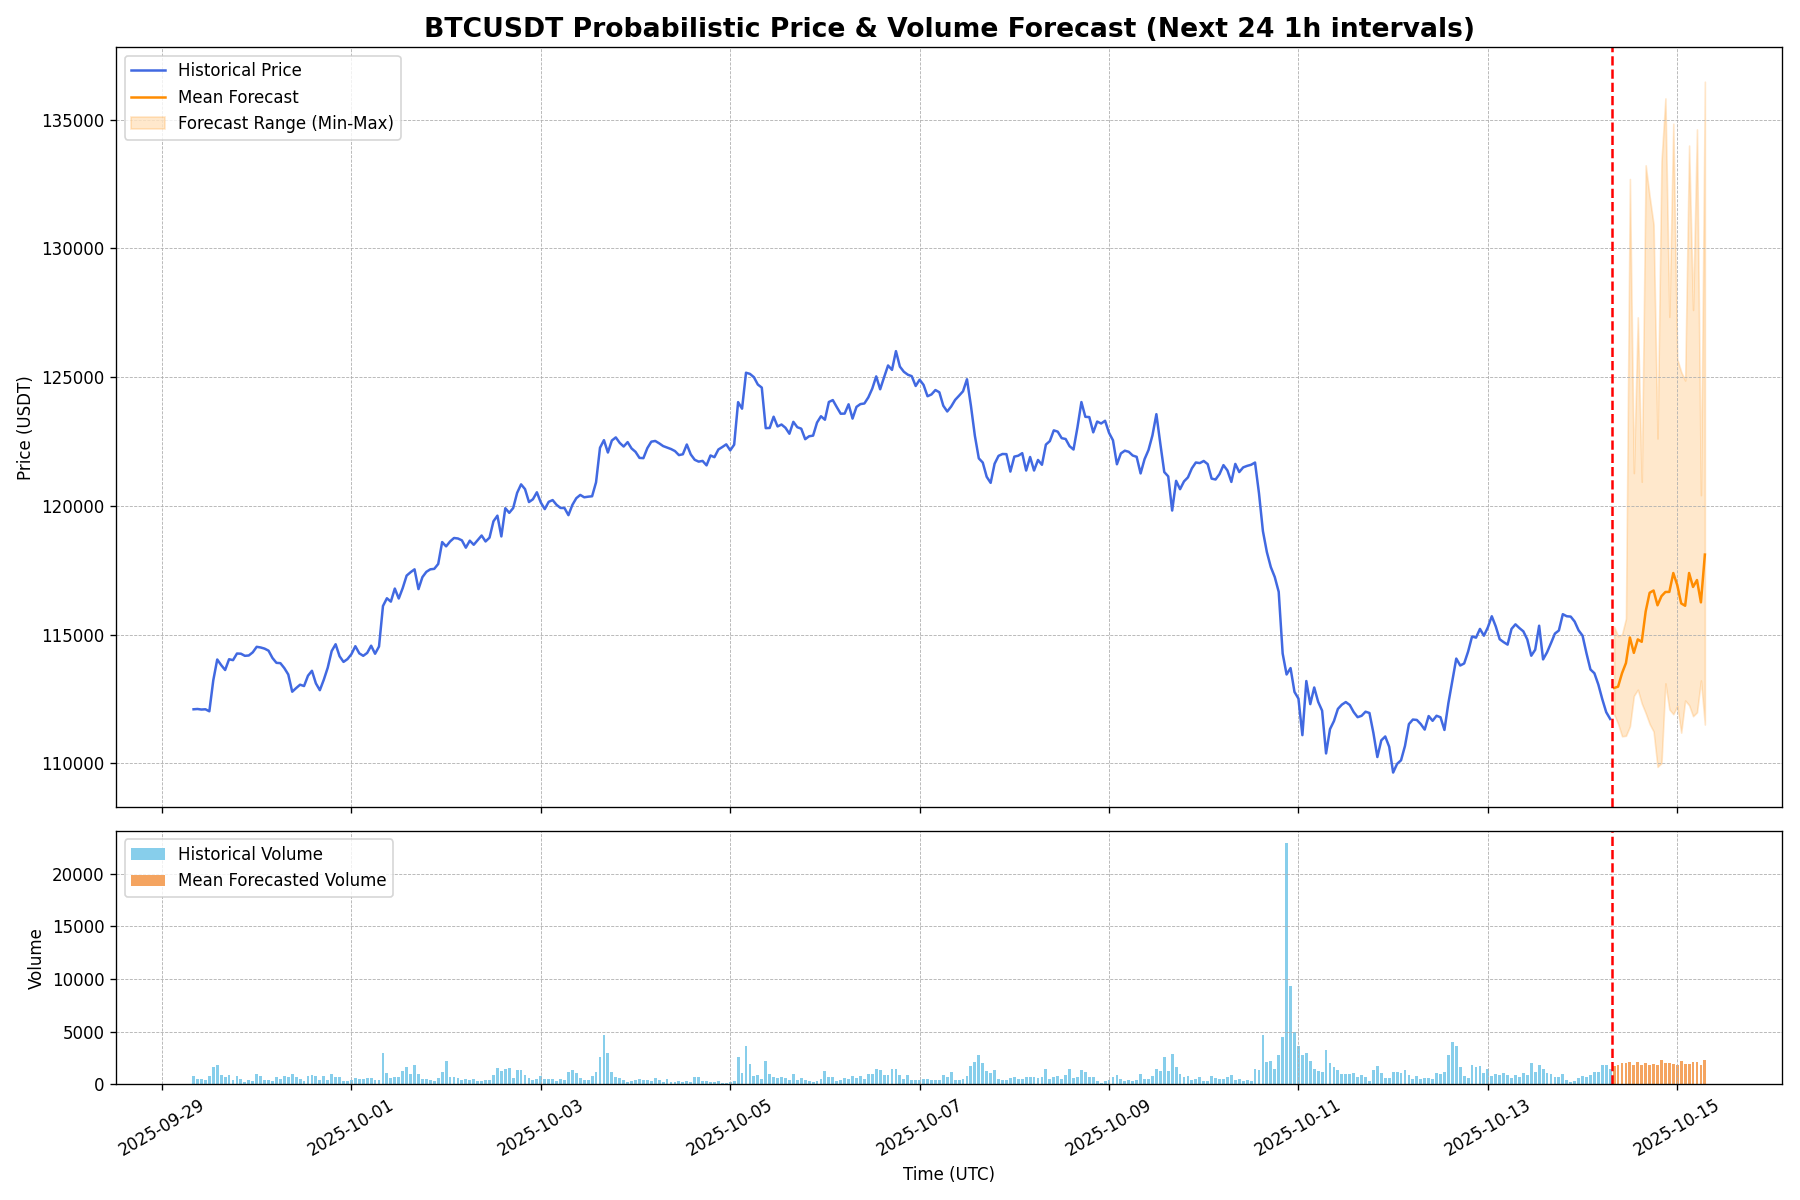 BTCUSDT Probabilistic Price & Volume Forecast (Next 24 1h intervals)
Historical Price
Mean Forecast
Forecast Range (Min-Max)
Price (USDT)
135000
130000
125000
120000
115000
110000
Historical Volume
Mean Forecasted Volume
Volume
20000
15000
10000
5000
0
2025-09-29
2025-10-01
2025-10-03
2025-10-05
2025-10-07
2025-10-09
2025-10-11
2025-10-13
2025-10-15
Time (UTC)